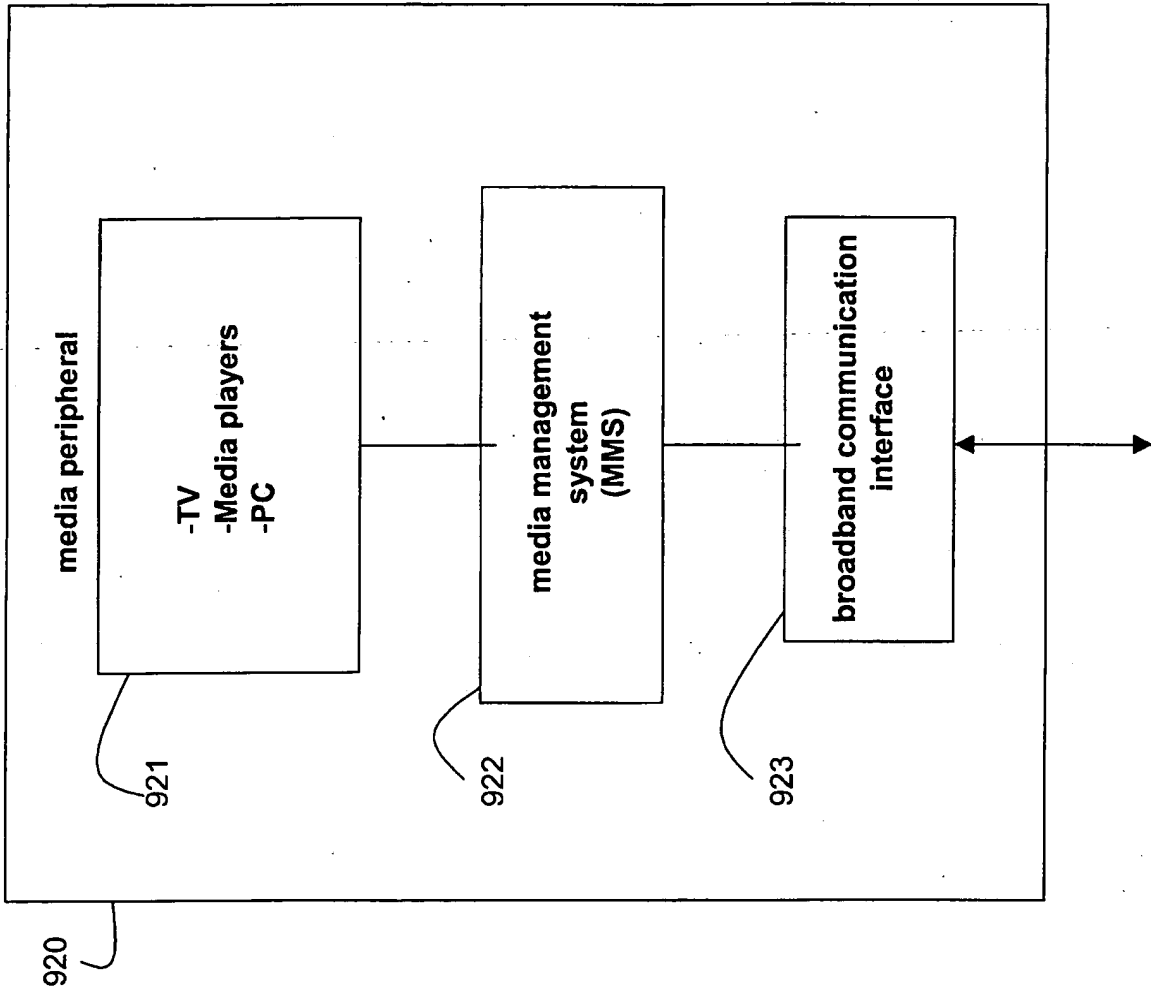 920
media peripheral
921
-TV
-Media players
-PC
922
media management
system
(MMS)
923
broadband communication
interface